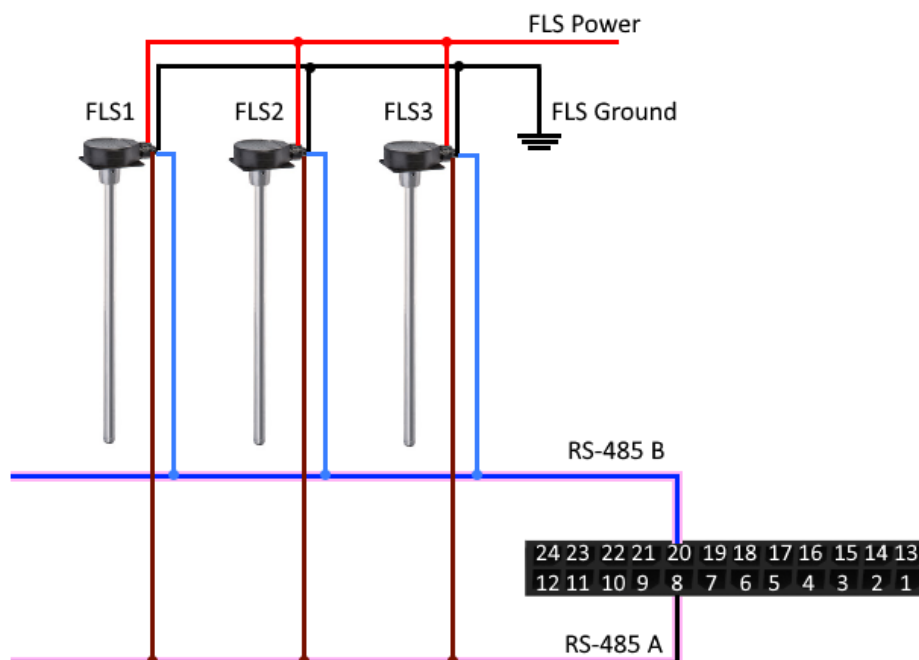 FLS Power
FLS1
FLS2
FLS3
FLS Ground
RS-485 B
24 23 22 21 20 19 18 17 16 15 14 13
12 11 10 9 8 7 6 5 4 3 2 1
RS-485 A